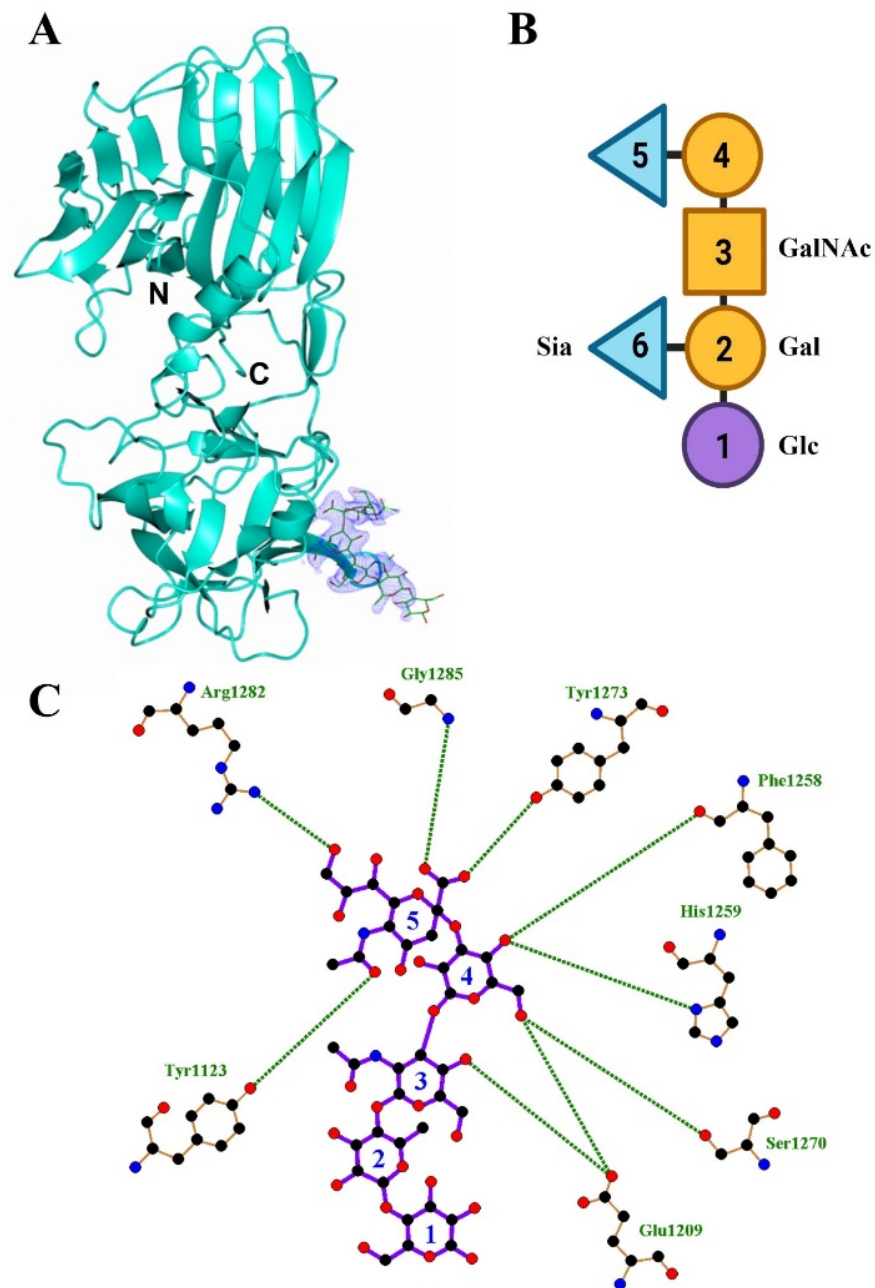 A
B
N
C
5
4
3
GalNAc
Sia
6
2
Gal
1
Glc
C
Arg1282
Gly1285
Tyr1273
Phe1258
His1259
5
4
3
Tyr1123
2
Ser1270
1
Glu1209